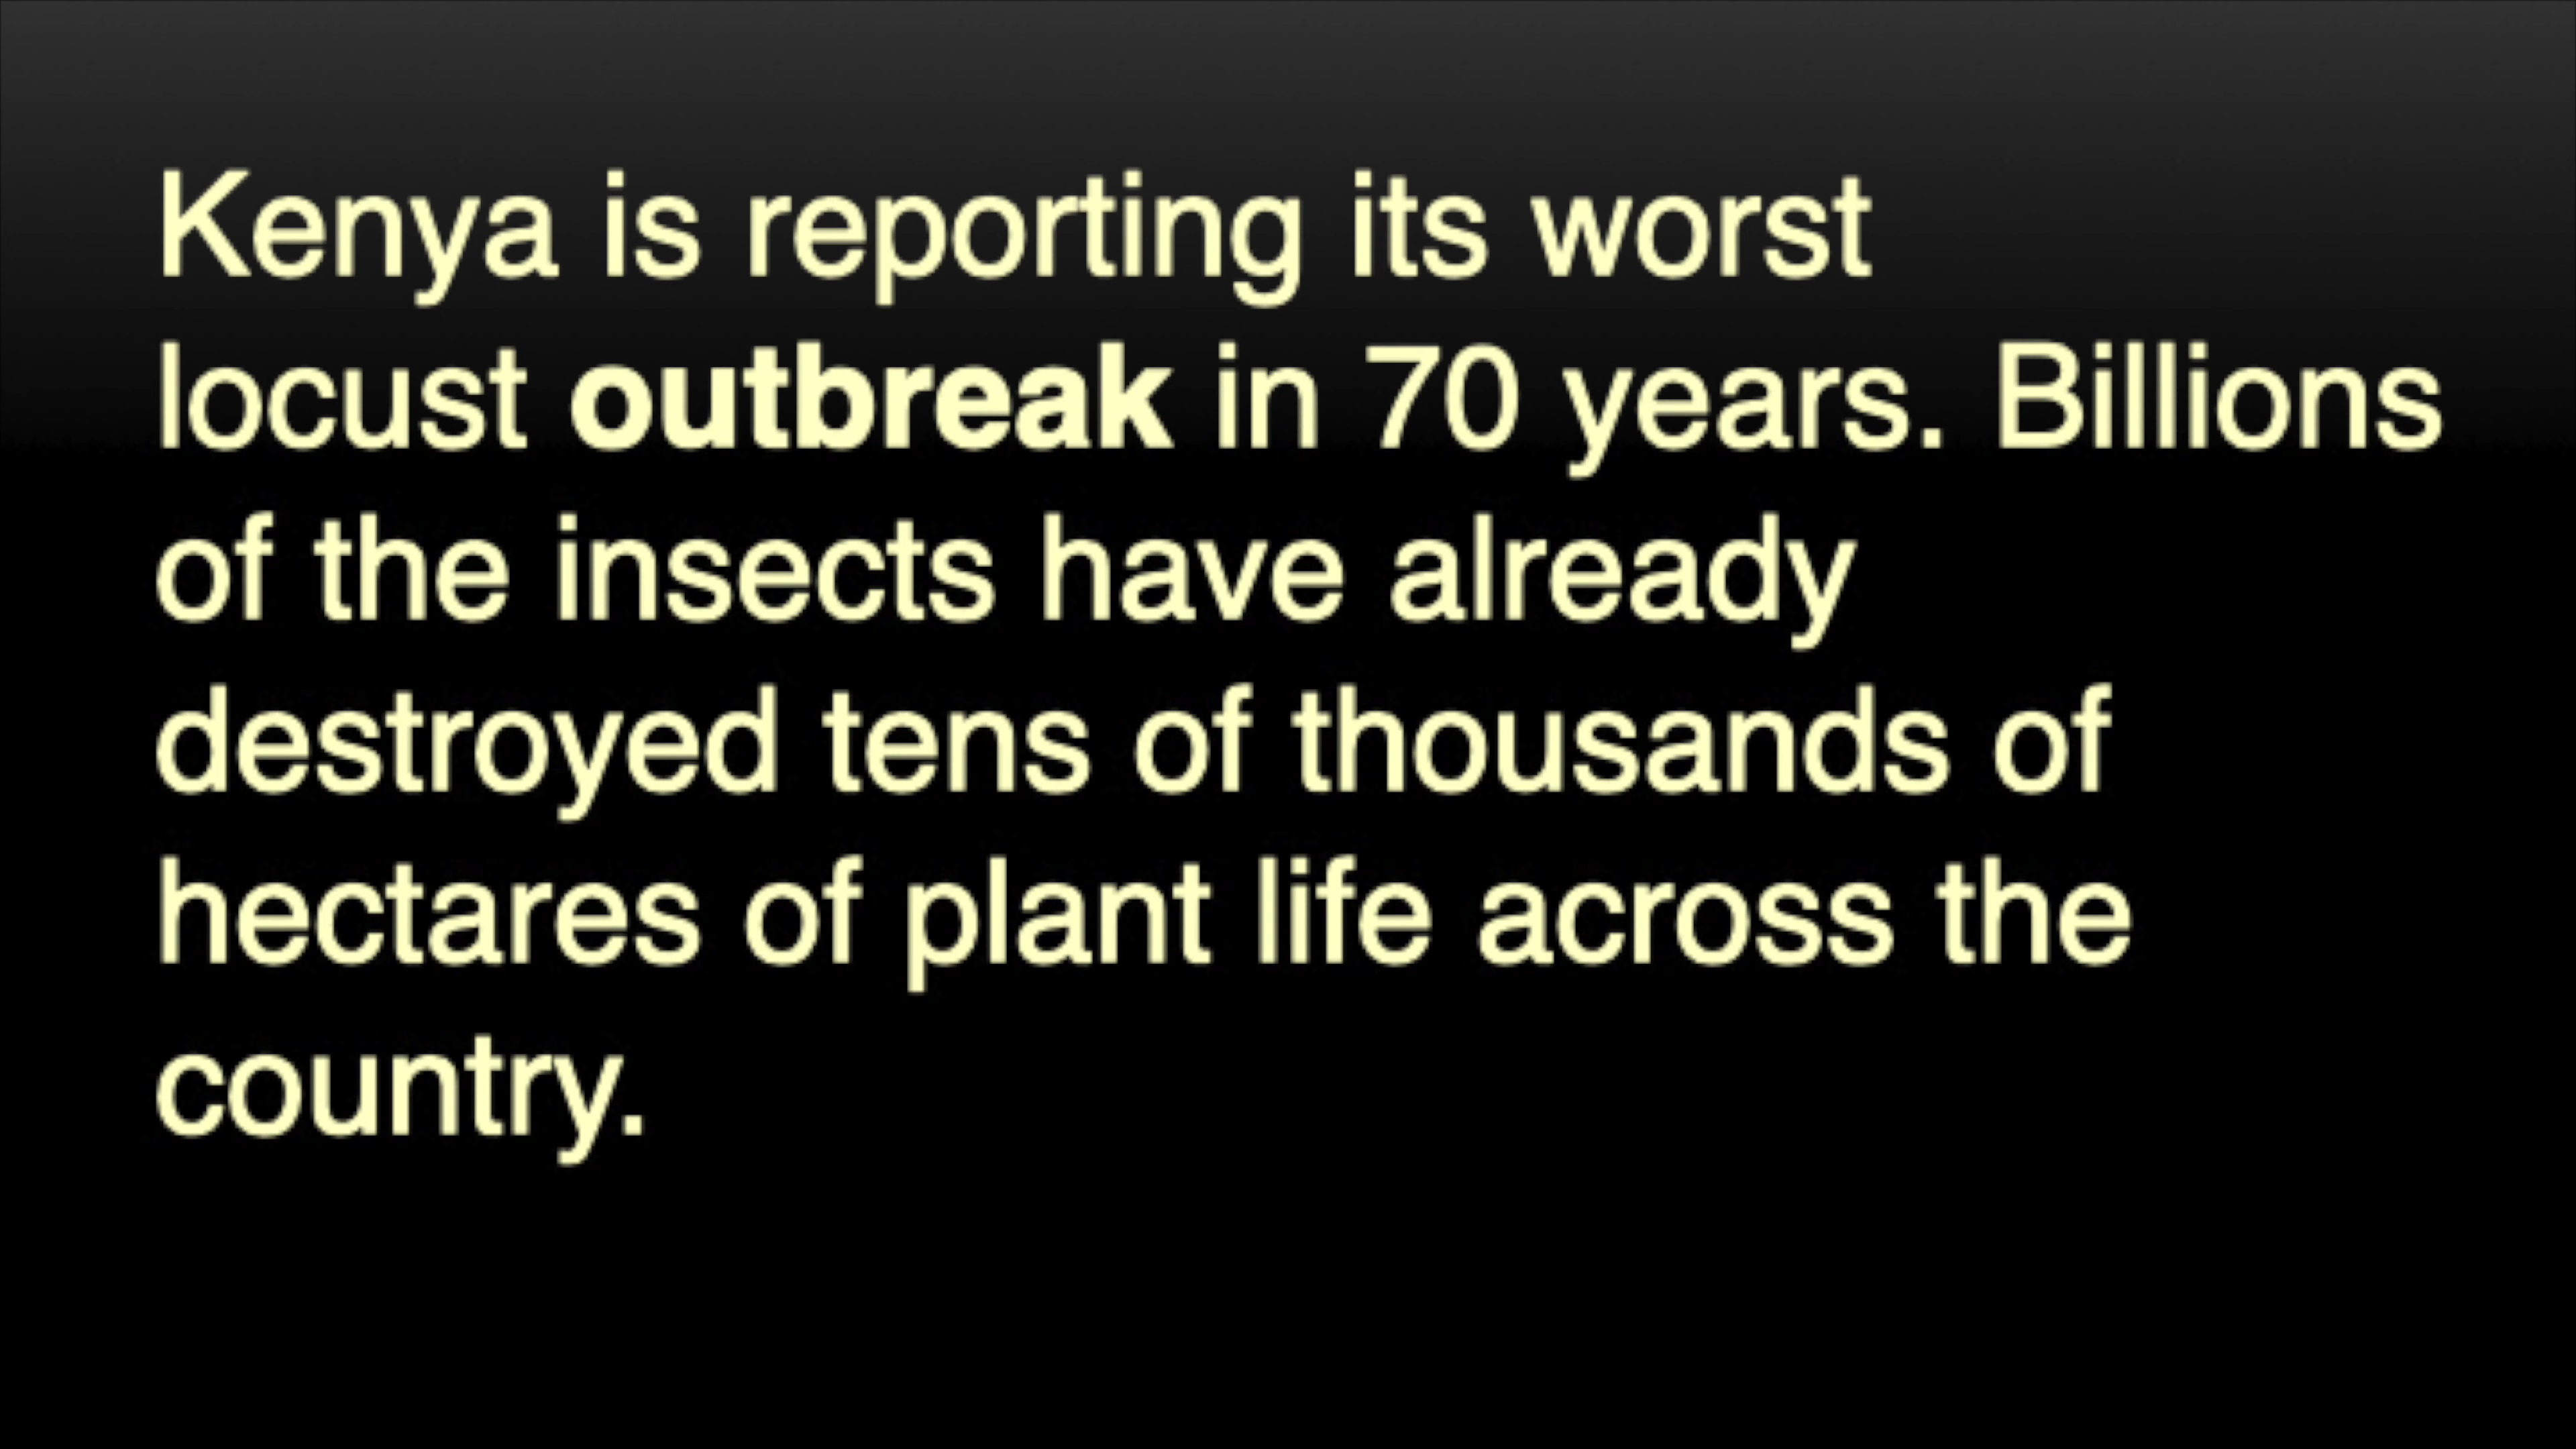 Kenya is reporting its worst
locust outbreak in 70 years. Billions
of the insects have already
destroyed tens of thousands of
hectares of plant life across the
country.